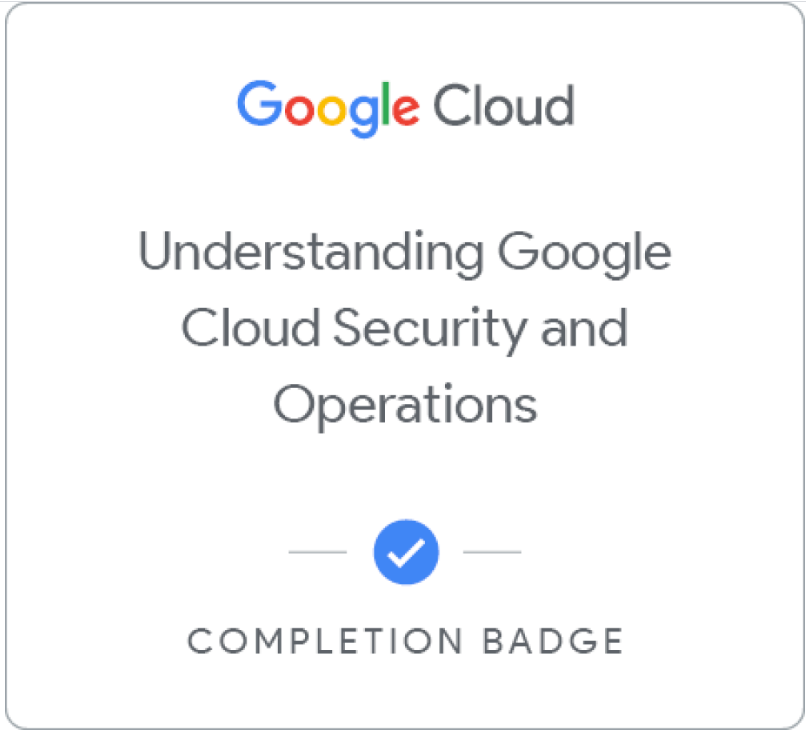 Google Cloud
Understanding Google
Cloud Security and
Operations
COMPLETION BADGE